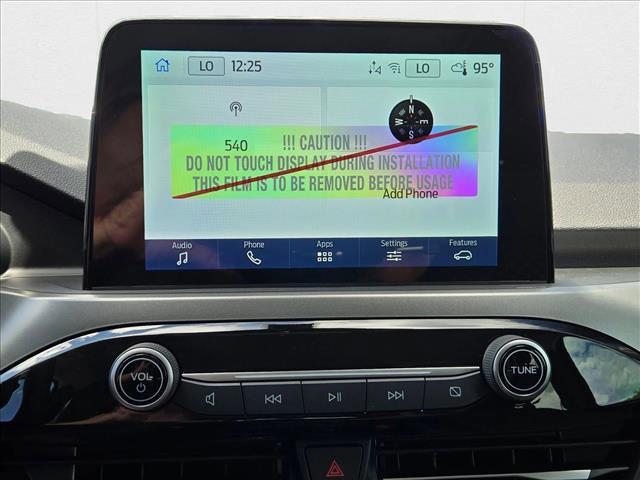 LO 12:25 LO 95°
N
W E
S
540
!!! CAUTION !!!
DO NOT TOUCH DISPLAY DURING INSTALLATION
THIS FILM IS TO BE REMOVED BEFORE USAGE
Add Phone
Audio Phone Apps Settings Features
VOL
TUNE